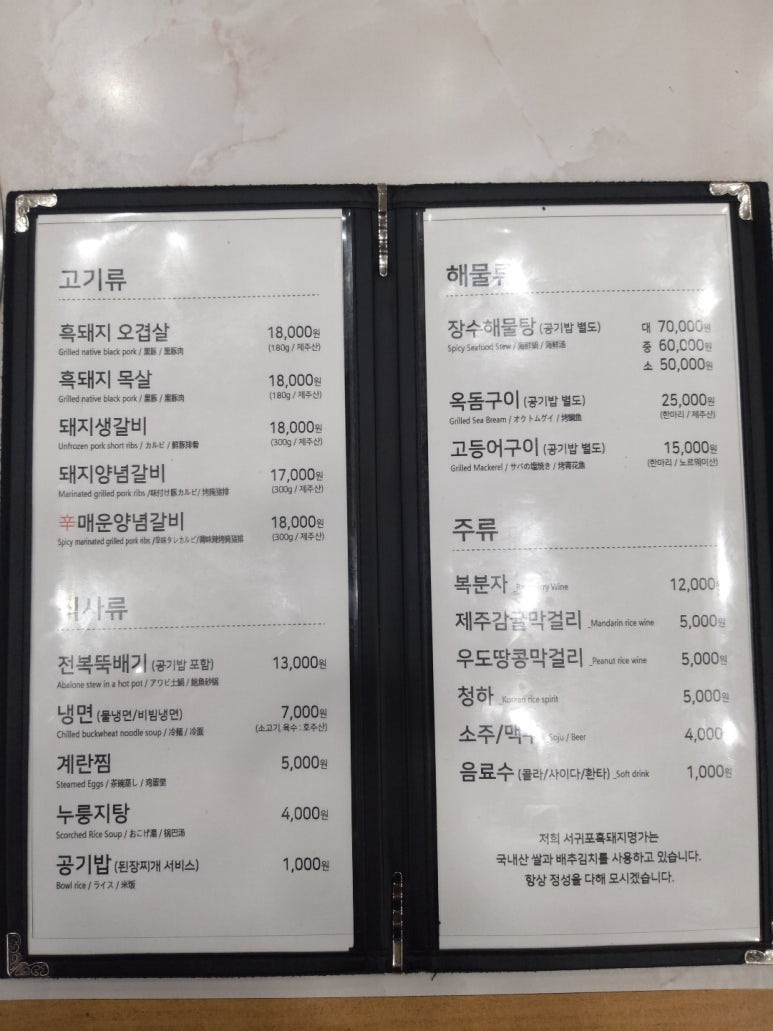 고기류
흑돼지 오겹살 18,000원
Grilled native black pork / 黒豚 / 黑豚肉 (180g / 제주산)
흑돼지 목살 18,000원
Grilled native black pork / 黒豚 / 黑豚肉 (180g / 제주산)
돼지생갈비 18,000원
Unfrozen pork short ribs / カルビ / 鲜豚排骨 (300g / 제주산)
돼지양념갈비 17,000원
Marinated grilled pork ribs /味付け豚カルビ/ 烤腌猪排 (300g / 제주산)
辛매운양념갈비 18,000원
Spicy marinated grilled pork ribs /辛味タレカルビ/ (300g / 제주산)
식사류
전복뚝배기 (공기밥 포함) 13,000원
Abalone stew in a hot pot / アワビ土鍋 / 鲍鱼砂锅
냉면 (물냉면/비빔냉면) 7,000원
Chilled buckwheat noodle soup / 冷麺 / 冷面 (소고기 육수 : 호주산)
계란찜 5,000원
Steamed Eggs / 茶碗蒸し / 鸡蛋羹
누룽지탕 4,000원
Scorched Rice Soup / おこげ湯 / 锅巴汤
공기밥 (된장찌개 서비스) 1,000원
Bowl rice / ライス / 米饭
해물류
장수해물탕 (공기밥 별도) 대 70,000원
Spicy Seafood Stew / 海鮮鍋 / 海鲜汤 중 60,000원
소 50,000원
옥돔구이 (공기밥 별도) 25,000원
Grilled Sea Bream / オクトムグイ / 烤鲷鱼 (한마리 / 제주산)
고등어구이 (공기밥 별도) 15,000원
Grilled Mackerel / サバの塩焼き / 烤青花鱼 (한마리 / 노르웨이산)
주류
복분자 Wine 12,000원
제주감귤막걸리 _Mandarin rice wine 5,000원
우도땅콩막걸리 _Peanut rice wine 5,000원
청하 _Korean rice spirit 5,000원
소주/맥주 Soju / Beer 4,000
음료수 (콜라/사이다/환타) _Soft drink 1,000원
저희 서귀포흑돼지명가는
국내산 쌀과 배추김치를 사용하고 있습니다.
항상 정성을 다해 모시겠습니다.